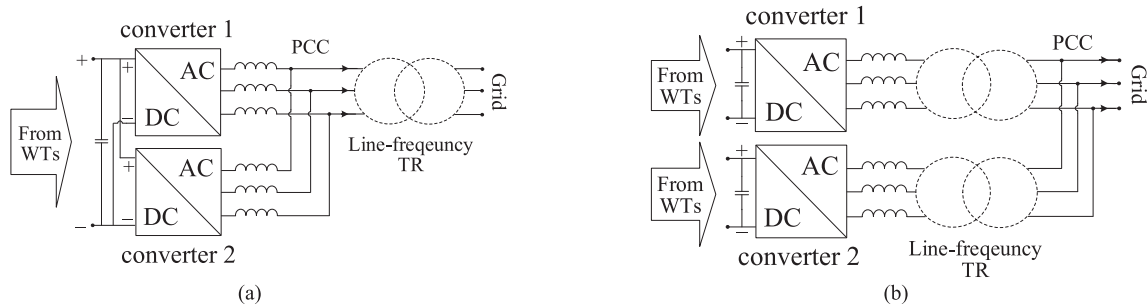 converter 1
PCC
+
+
AC
DC
−
From
WTs
Grid
Line-freqeuncy
TR
+
AC
DC
−
−
converter 2
(a)
converter 1
PCC
+
AC
DC
−
From
WTs
Grid
+
AC
DC
−
From
WTs
Line-freqeuncy
TR
converter 2
(b)